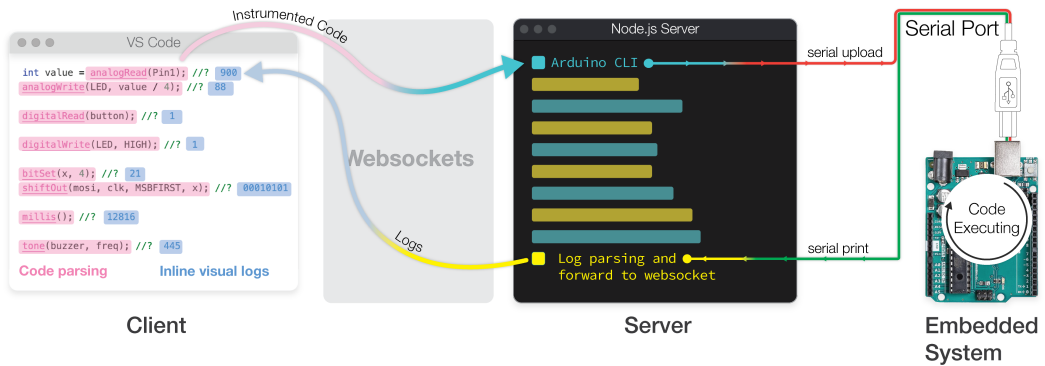 Instrumented Code
VS Code
int value = analogRead(Pin1); //? 900
analogWrite(LED, value / 4); //? 88
digitalRead(button); //? 1
digitalWrite(LED, HIGH); //? 1
bitSet(x, 4); //? 21
shiftOut(mosi, clk, MSBFIRST, x); //? 00010101
millis(); //? 12816
tone(buzzer, freq); //? 445
Code parsing
Inline visual logs
Client
Websockets
Logs
Node.js Server
Arduino CLI
Log parsing and
forward to websocket
Server
serial upload
serial print
Serial Port
Code
Executing
Embedded
System